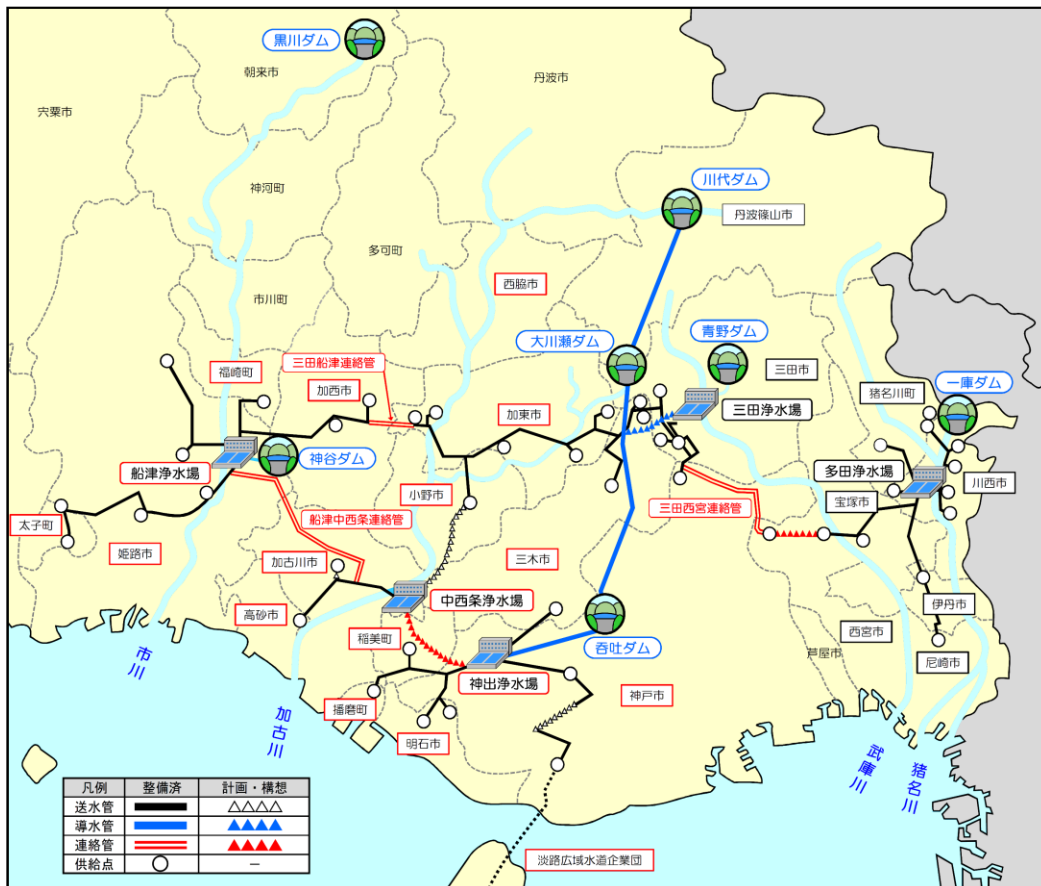 黒川ダム
朝来市
丹波市
宍粟市
川代ダム
神河町
丹波篠山市
多可町
西脇市
市川町
大川瀬ダム
青野ダム
三田船津連絡管
福崎町
加西市
三田市
猪名川町
一庫ダム
加東市
三田浄水場
船津浄水場
神谷ダム
多田浄水場
川西市
小野市
宝塚市
三田西宮連絡管
太子町
船津中西条連絡管
姫路市
加古川市
三木市
中西条浄水場
高砂市
伊丹市
稲美町
呑吐ダム
西宮市
芦屋市
尼崎市
市川
神出浄水場
神戸市
播磨町
明石市
加古川
武庫川
猪名川
凡例 整備済 計画・構想
送水管
導水管
連絡管
供給点 －
淡路広域水道企業団